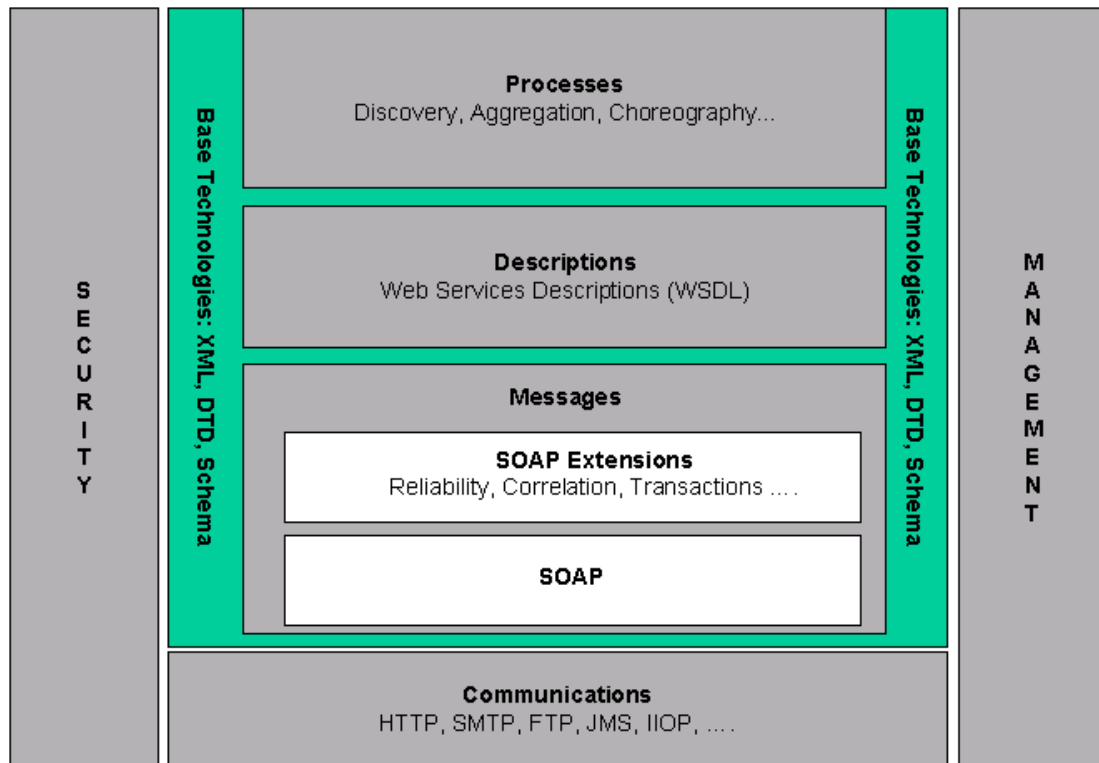 SECURITY
Base Technologies: XML, DTD, Schema
Processes
Discovery, Aggregation, Choreography...
Descriptions
Web Services Descriptions (WSDL)
Messages
SOAP Extensions
Reliability, Correlation, Transactions ....
SOAP
Base Technologies: XML, DTD, Schema
MANAGEMENT
Communications
HTTP, SMTP, FTP, JMS, IIOP, ....